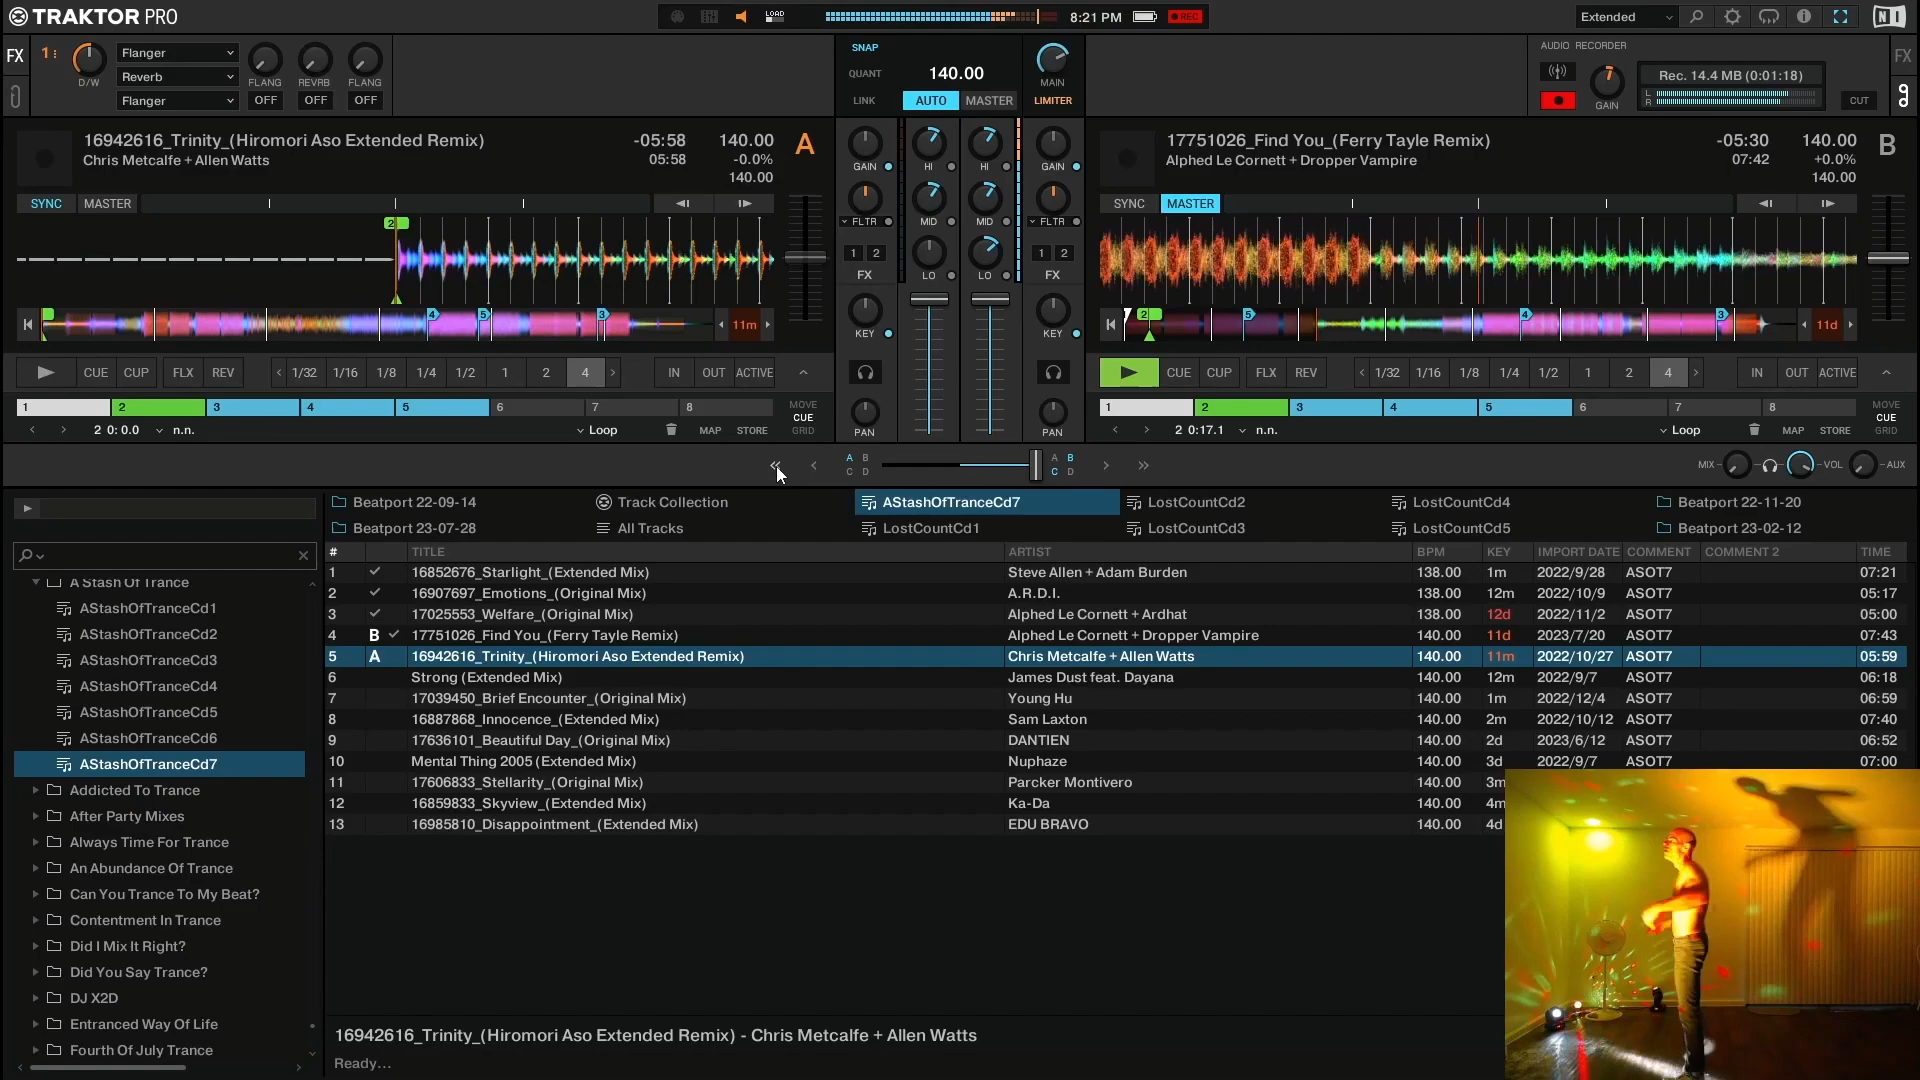 TRAKTOR PRO
LOAD
8:21 PM
REC
Extended
FX
1
D/W
Flanger
Reverb
Flanger
FLANG
REVRB
FLANG
OFF
OFF
OFF
SNAP
QUANT
LINK
140.00
AUTO
MASTER
MAIN
LIMITER
AUDIO RECORDER
GAIN
Rec. 14.4 MB (0:01:18)
L
R
CUT
FX
16942616_Trinity_(Hiromori Aso Extended Remix)
Chris Metcalfe + Allen Watts
-05:58
05:58
140.00
-0.0%
140.00
A
SYNC
MASTER
2
4
5
3
11m
CUE
CUP
FLX
REV
1/32
1/16
1/8
1/4
1/2
1
2
4
IN
OUT
ACTIVE
1
2
3
4
5
6
7
8
MOVE
CUE
GRID
2 0:0.0
n.n.
Loop
MAP
STORE
GAIN
HI
HI
GAIN
FLTR
MID
MID
FLTR
1
2
FX
LO
LO
1
2
FX
KEY
KEY
PAN
PAN
17751026_Find You_(Ferry Tayle Remix)
Alphed Le Cornett + Dropper Vampire
-05:30
07:42
140.00
+0.0%
140.00
B
SYNC
MASTER
2
5
4
3
11d
CUE
CUP
FLX
REV
1/32
1/16
1/8
1/4
1/2
1
2
4
IN
OUT
ACTIVE
1
2
3
4
5
6
7
8
MOVE
CUE
GRID
2 0:17.1
n.n.
Loop
MAP
STORE
A B
C D
A B
C D
MIX
VOL
AUX
Beatport 22-09-14
Track Collection
AStashOfTranceCd7
LostCountCd2
LostCountCd4
Beatport 22-11-20
Beatport 23-07-28
All Tracks
LostCountCd1
LostCountCd3
LostCountCd5
Beatport 23-02-12
A Stash Of Trance
AStashOfTranceCd1
AStashOfTranceCd2
AStashOfTranceCd3
AStashOfTranceCd4
AStashOfTranceCd5
AStashOfTranceCd6
AStashOfTranceCd7
Addicted To Trance
After Party Mixes
Always Time For Trance
An Abundance Of Trance
Can You Trance To My Beat?
Contentment In Trance
Did I Mix It Right?
Did You Say Trance?
DJ X2D
Entranced Way Of Life
Fourth Of July Trance
# TITLE ARTIST BPM KEY IMPORT DATE COMMENT COMMENT 2 TIME
1 16852676_Starlight_(Extended Mix) Steve Allen + Adam Burden 138.00 1m 2022/9/28 ASOT7 07:21
2 16907697_Emotions_(Original Mix) A.R.D.I. 138.00 12m 2022/10/9 ASOT7 05:17
3 17025553_Welfare_(Original Mix) Alphed Le Cornett + Ardhat 138.00 12d 2022/11/2 ASOT7 05:00
4 B 17751026_Find You_(Ferry Tayle Remix) Alphed Le Cornett + Dropper Vampire 140.00 11d 2023/7/20 ASOT7 07:43
5 A 16942616_Trinity_(Hiromori Aso Extended Remix) Chris Metcalfe + Allen Watts 140.00 11m 2022/10/27 ASOT7 05:59
6 Strong (Extended Mix) James Dust feat. Dayana 140.00 12m 2022/9/7 ASOT7 06:18
7 17039450_Brief Encounter_(Original Mix) Young Hu 140.00 1m 2022/12/4 ASOT7 06:59
8 16887868_Innocence_(Extended Mix) Sam Laxton 140.00 2m 2022/10/12 ASOT7 07:40
9 17636101_Beautiful Day_(Original Mix) DANTIEN 140.00 2d 2023/6/12 ASOT7 06:52
10 Mental Thing 2005 (Extended Mix) Nuphaze 140.00 3d 2022/9/7 ASOT7 07:00
11 17606833_Stellarity_(Original Mix) Parcker Montivero 140.00 3m
12 16859833_Skyview_(Extended Mix) Ka-Da 140.00 4m
13 16985810_Disappointment_(Extended Mix) EDU BRAVO 140.00 4d
16942616_Trinity_(Hiromori Aso Extended Remix) - Chris Metcalfe + Allen Watts
Ready...